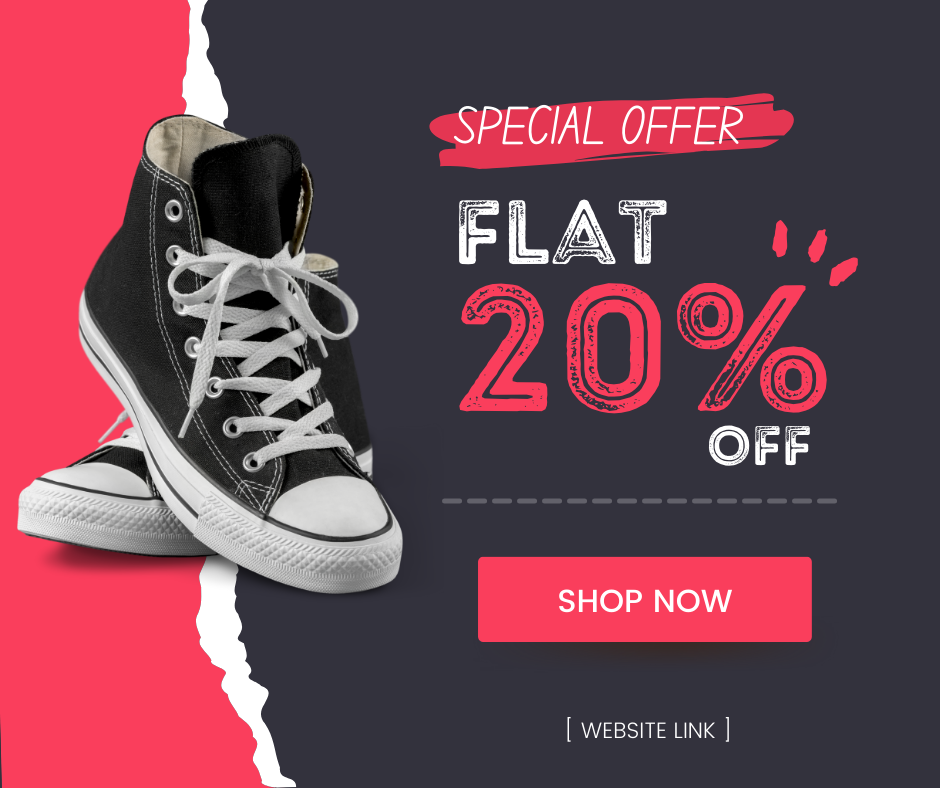 SPECIAL OFFER
FLAT
20%
OFF
SHOP NOW
[ WEBSITE LINK ]